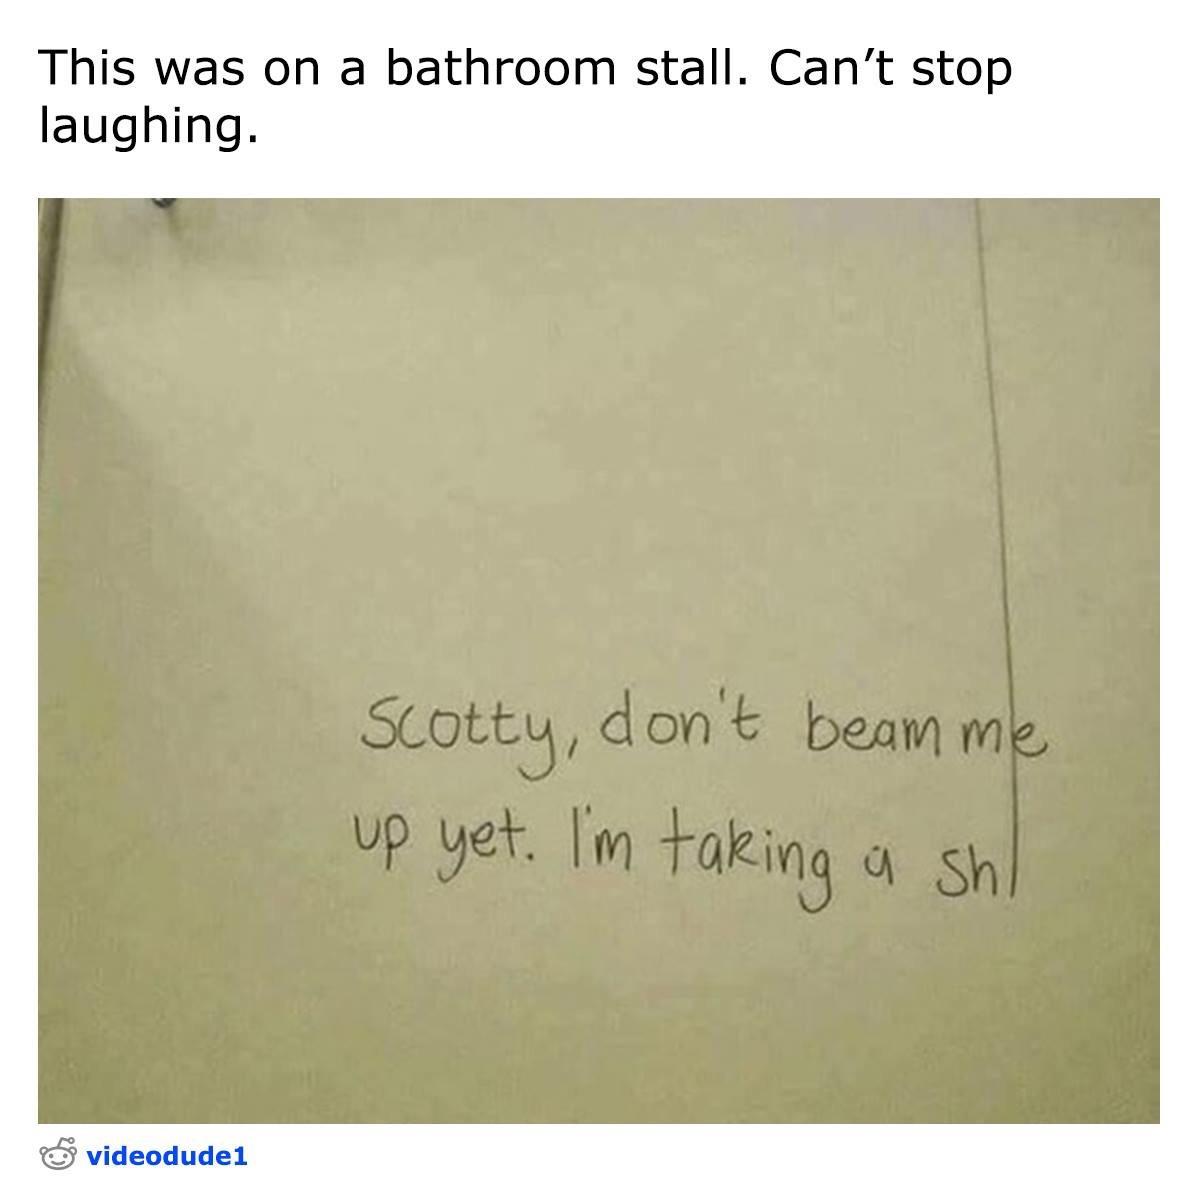 This was on a bathroom stall. Can’t stop
laughing.
Scotty, don't beam me
up yet. I'm taking a sh
videodude1